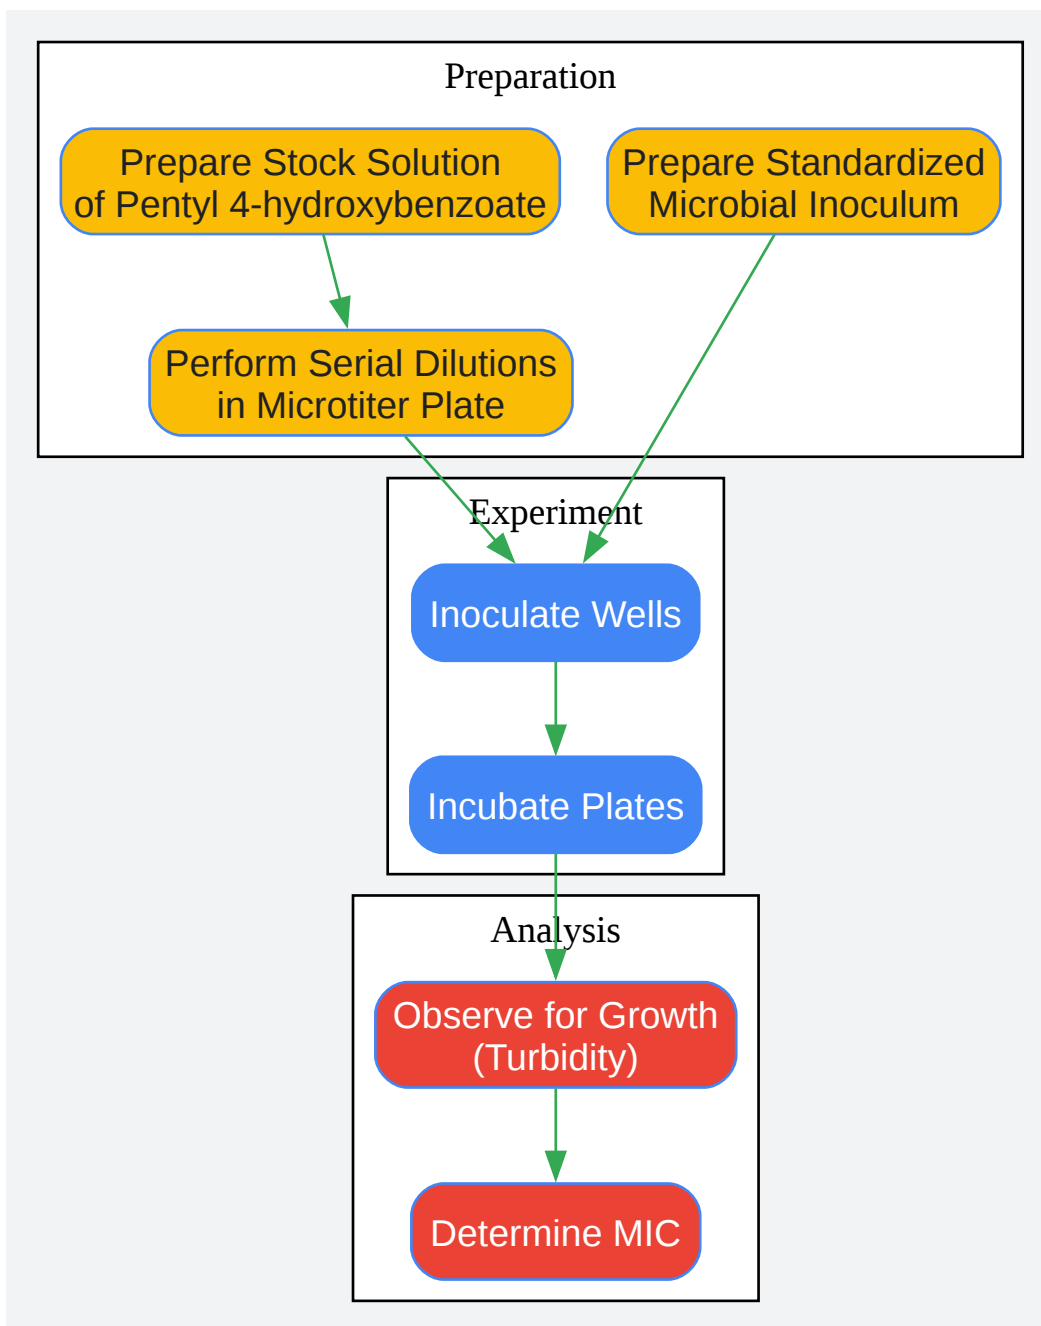 Preparation
Prepare Stock Solution
of Pentyl 4-hydroxybenzoate
Prepare Standardized
Microbial Inoculum
Perform Serial Dilutions
in Microtiter Plate
Experiment
Inoculate Wells
Incubate Plates
Analysis
Observe for Growth
(Turbidity)
Determine MIC